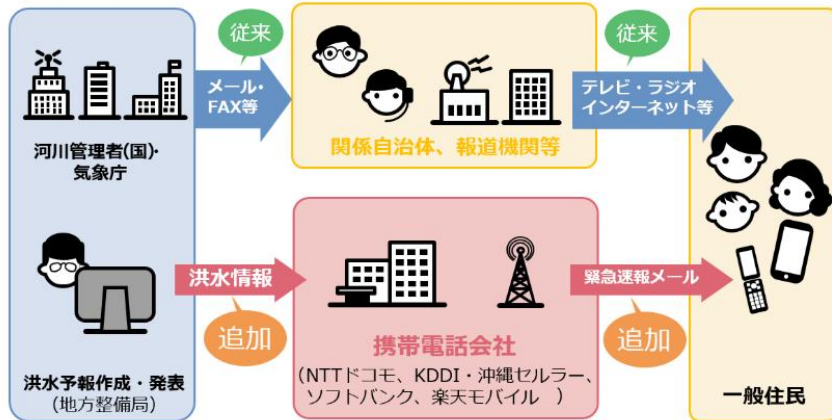 従来
従来
メール・
FAX等
テレビ・ラジオ
インターネット等
河川管理者(国)・
気象庁
関係自治体、報道機関等
洪水情報
緊急速報メール
追加
追加
携帯電話会社
（NTTドコモ、KDDI・沖縄セルラー、
ソフトバンク、楽天モバイル　）
洪水予報作成・発表
(地方整備局)
一般住民